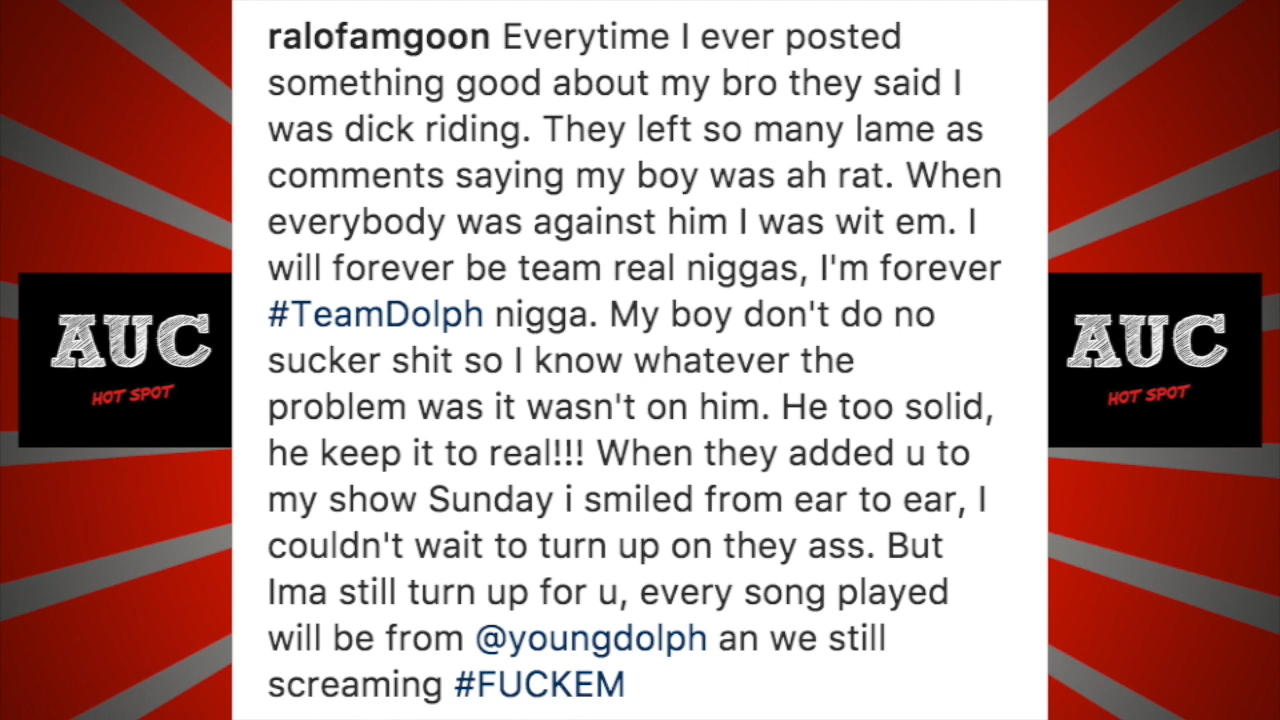 ralofamgoon Everytime I ever posted
something good about my bro they said I
was dick riding. They left so many lame as
comments saying my boy was ah rat. When
everybody was against him I was wit em. I
will forever be team real niggas, I'm forever
#TeamDolph nigga. My boy don't do no
sucker shit so I know whatever the
problem was it wasn't on him. He too solid,
he keep it to real!!! When they added u to
my show Sunday i smiled from ear to ear, I
couldn't wait to turn up on they ass. But
Ima still turn up for u, every song played
will be from @youngdolph an we still
screaming #FUCKEM
AUC
HOT SPOT
AUC
HOT SPOT